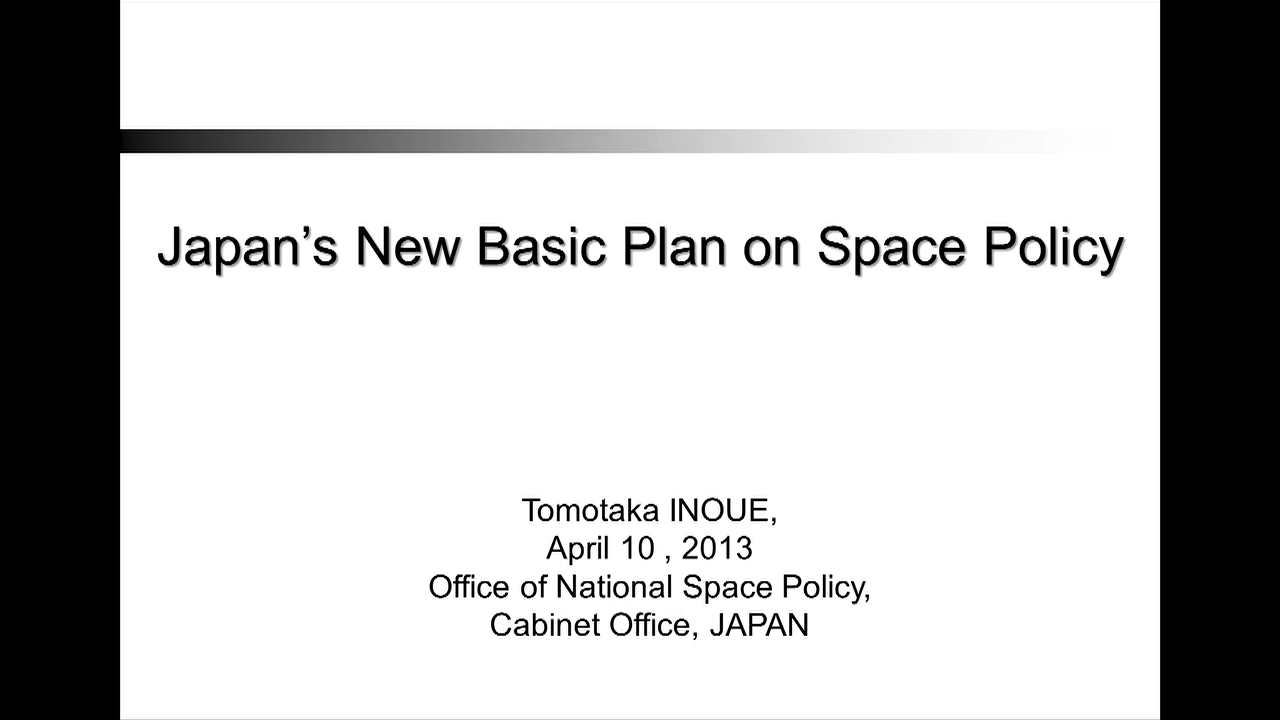 Japan’s New Basic Plan on Space Policy
Tomotaka INOUE,
April 10 , 2013
Office of National Space Policy,
Cabinet Office, JAPAN